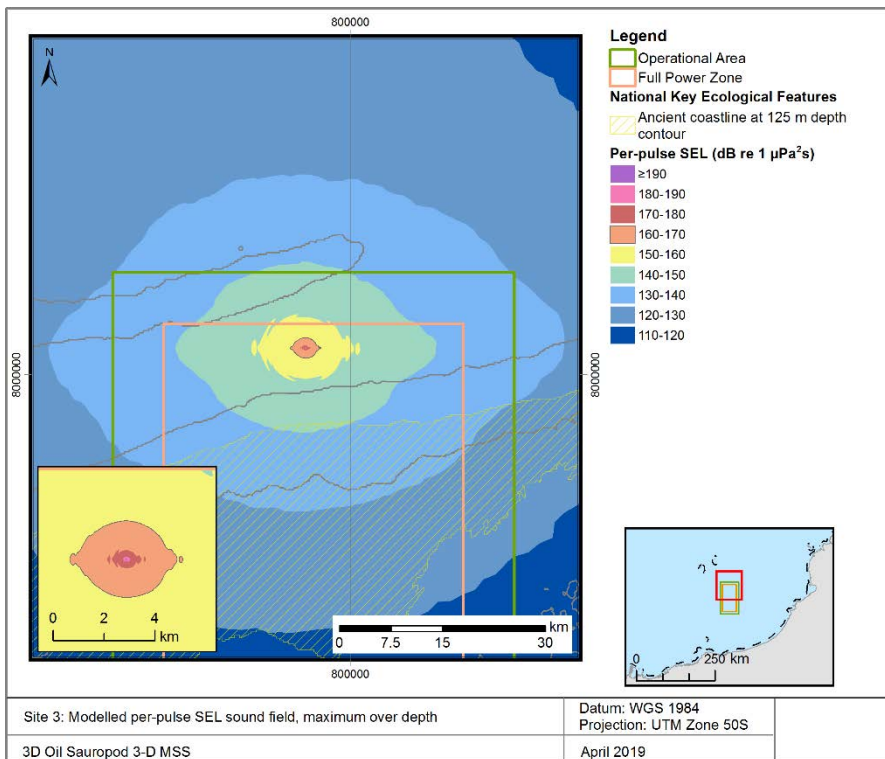 800000
N
8000000
8000000
800000
Legend
Operational Area
Full Power Zone
National Key Ecological Features
Ancient coastline at 125 m depth
contour
Per-pulse SEL (dB re 1 µPa²s)
≥190
180-190
170-180
160-170
150-160
140-150
130-140
120-130
110-120
0 2 4
km
km
0 7.5 15 30
0 250 km
Site 3: Modelled per-pulse SEL sound field, maximum over depth
Datum: WGS 1984
Projection: UTM Zone 50S
3D Oil Sauropod 3-D MSS
April 2019